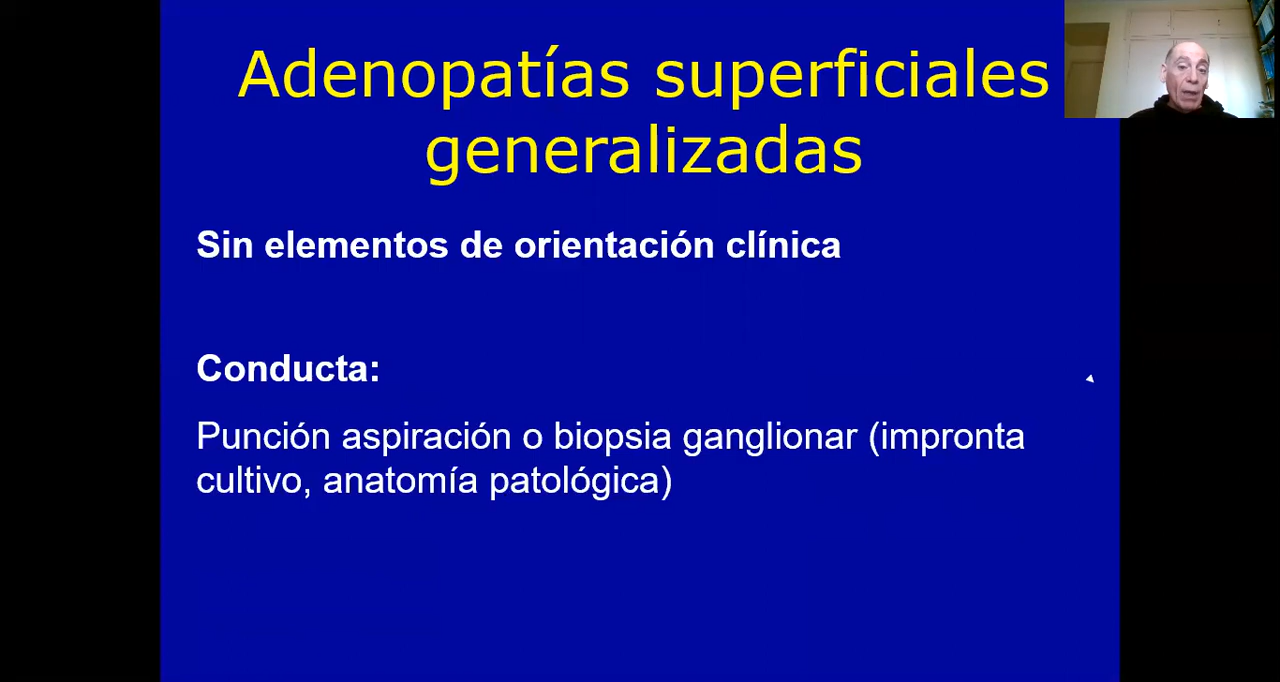 Adenopatías superficiales
generalizadas
Sin elementos de orientación clínica
Conducta:
Punción aspiración o biopsia ganglionar (impronta
cultivo, anatomía patológica)